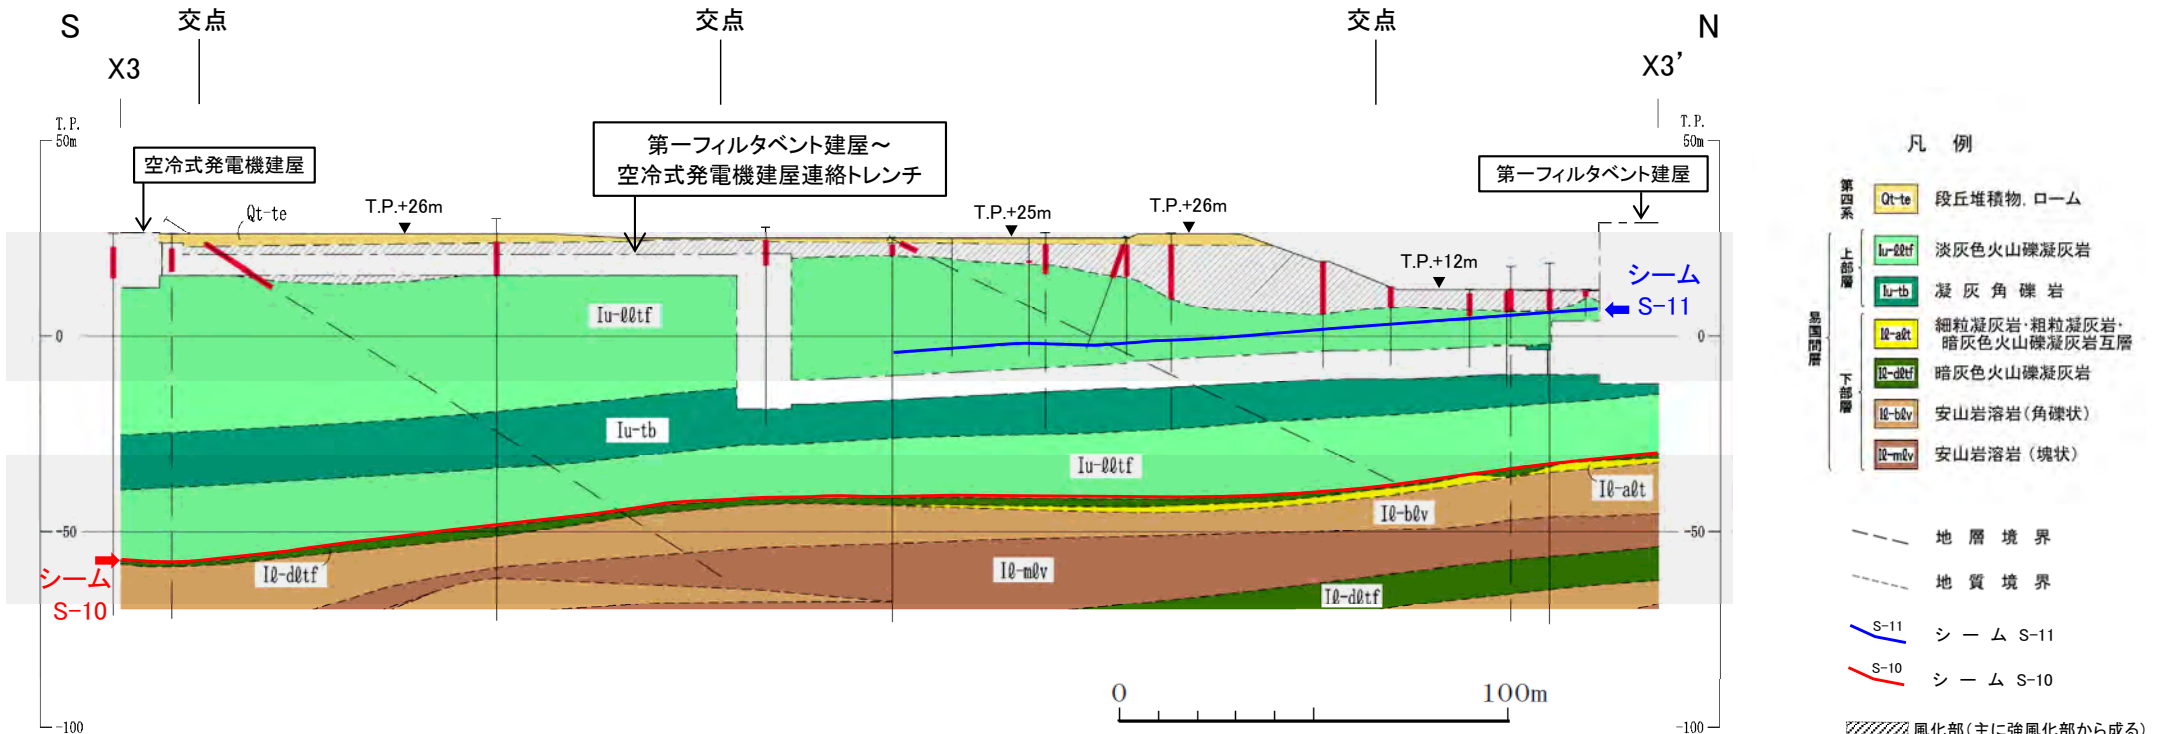 S
交点
交点
交点
N
X3
X3’
T.P.
50m
T.P.
50m
空冷式発電機建屋
第一フィルタベント建屋～
空冷式発電機建屋連絡トレンチ
第一フィルタベント建屋
Qt-te
T.P.+26m
T.P.+25m
T.P.+26m
T.P.+12m
シーム
S-11
0
0
Iu-ℓℓtf
Iu-tb
Iu-ℓℓtf
Iℓ-aℓt
Iℓ-bℓv
-50
-50
シーム
S-10
Iℓ-dℓtf
Iℓ-mℓv
Iℓ-dℓtf
0
100m
-100
-100
凡 例
第四系
Qt-te 段丘堆積物，ローム
易国間層
上部層
Iu-ℓℓtf 淡灰色火山礫凝灰岩
Iu-tb 凝 灰 角 礫 岩
下部層
Iℓ-aℓt 細粒凝灰岩・粗粒凝灰岩・
暗灰色火山礫凝灰岩互層
Iℓ-dℓtf 暗灰色火山礫凝灰岩
Iℓ-bℓv 安山岩溶岩（角礫状）
Iℓ-mℓv 安山岩溶岩（塊状）
地 層 境 界
地 質 境 界
S-11 シ ー ム S-11
S-10 シ ー ム S-10
風化部（主に強風化部から成る）